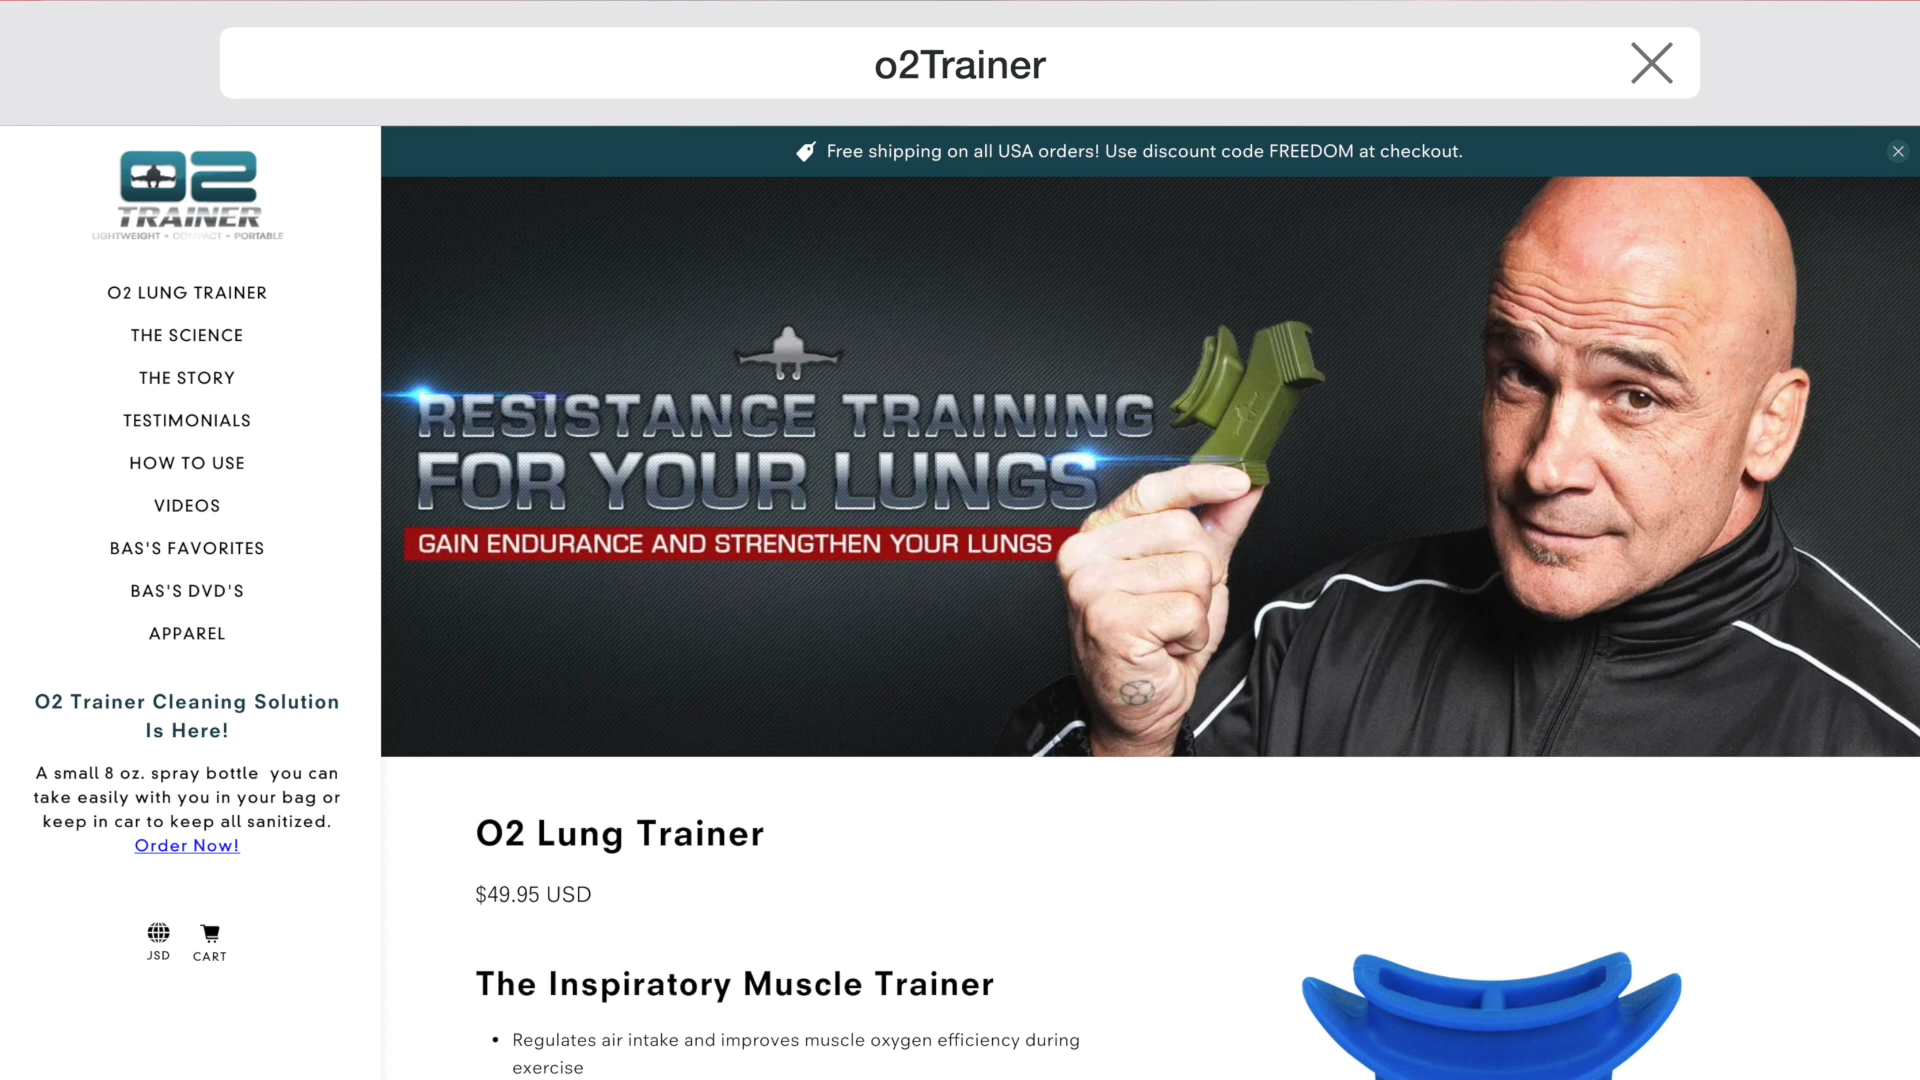 o2Trainer
Free shipping on all USA orders! Use discount code FREEDOM at checkout.
O2
TRAINER
LIGHTWEIGHT • COMPACT • PORTABLE
O2 LUNG TRAINER
THE SCIENCE
THE STORY
TESTIMONIALS
HOW TO USE
VIDEOS
BAS'S FAVORITES
BAS'S DVD'S
APPAREL
O2 Trainer Cleaning Solution
Is Here!
A small 8 oz. spray bottle you can
take easily with you in your bag or
keep in car to keep all sanitized.
Order Now!
JSD
CART
RESISTANCE TRAINING
FOR YOUR LUNGS
GAIN ENDURANCE AND STRENGTHEN YOUR LUNGS
O2 Lung Trainer
$49.95 USD
The Inspiratory Muscle Trainer
• Regulates air intake and improves muscle oxygen efficiency during
exercise